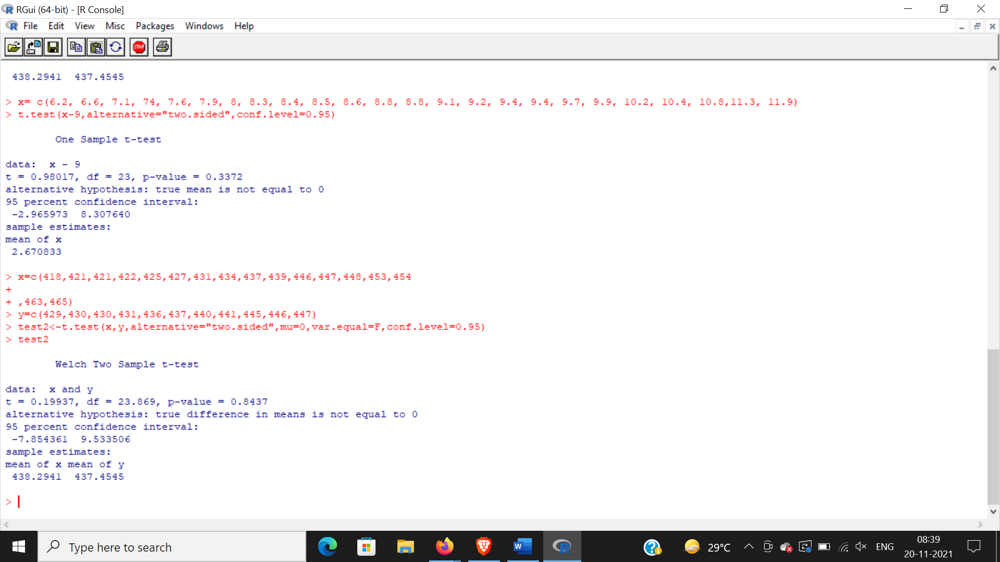 RGui (64-bit) - [R Console]
File Edit View Misc Packages Windows Help
STOP
438.2941 437.4545
> x= c(6.2, 6.6, 7.1, 74, 7.6, 7.9, 8, 8.3, 8.4, 8.5, 8.6, 8.8, 8.8, 9.1, 9.2, 9.4, 9.4, 9.7, 9.9, 10.2, 10.4, 10.8,11.3, 11.9)
> t.test(x-9,alternative="two.sided",conf.level=0.95)
One Sample t-test
data: x - 9
t = 0.98017, df = 23, p-value = 0.3372
alternative hypothesis: true mean is not equal to 0
95 percent confidence interval:
-2.965973 8.307640
sample estimates:
mean of x
2.670833
> x=c(418,421,421,422,425,427,431,434,437,439,446,447,448,453,454
+
+ ,463,465)
> y=c(429,430,430,431,436,437,440,441,445,446,447)
> test2<-t.test(x,y,alternative="two.sided",mu=0,var.equal=F,conf.level=0.95)
> test2
Welch Two Sample t-test
data: x and y
t = 0.19937, df = 23.869, p-value = 0.8437
alternative hypothesis: true difference in means is not equal to 0
95 percent confidence interval:
-7.854361 9.533506
sample estimates:
mean of x mean of y
438.2941 437.4545
>
Type here to search
29°C
ENG
08:39
20-11-2021